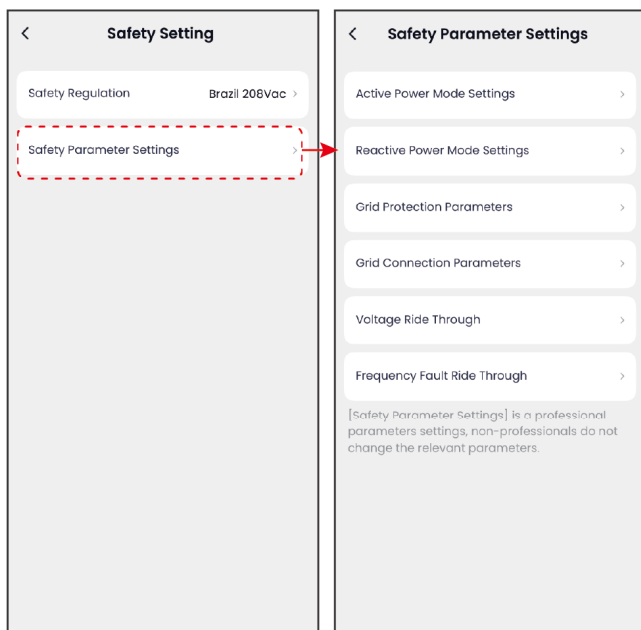 Safety Setting
Safety Regulation Brazil 208Vac
Safety Parameter Settings
Safety Parameter Settings
Active Power Mode Settings
Reactive Power Mode Settings
Grid Protection Parameters
Grid Connection Parameters
Voltage Ride Through
Frequency Fault Ride Through
[Safety Parameter Settings] is a professional
parameters settings, non-professionals do not
change the relevant parameters.